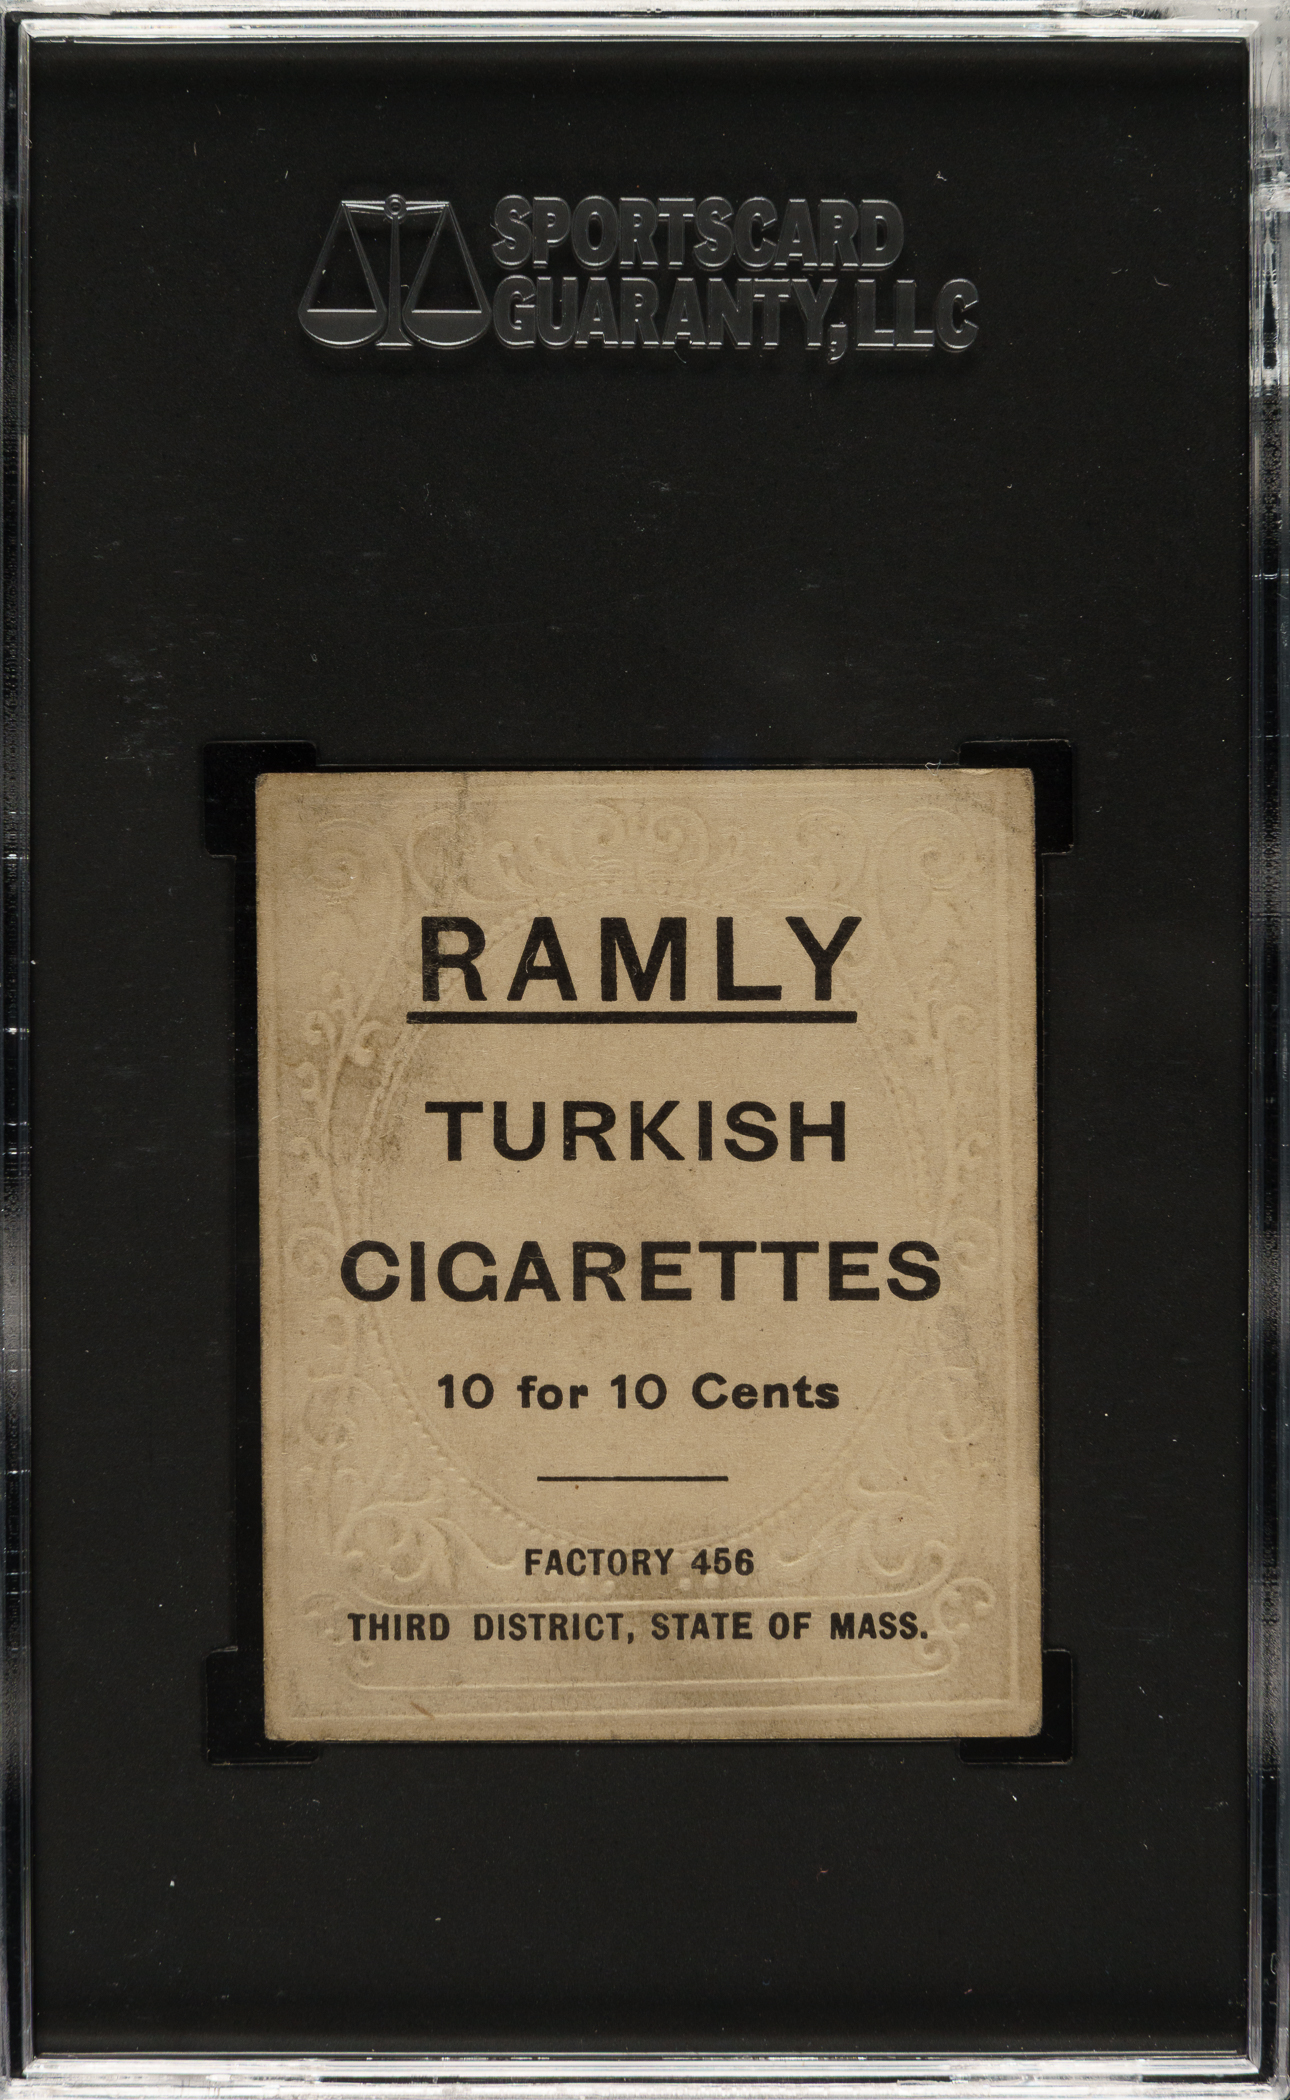 SPORTSCARD
GUARANTY, LLC
RAMLY
TURKISH
CIGARETTES
10 for 10 Cents
FACTORY 456
THIRD DISTRICT, STATE OF MASS.